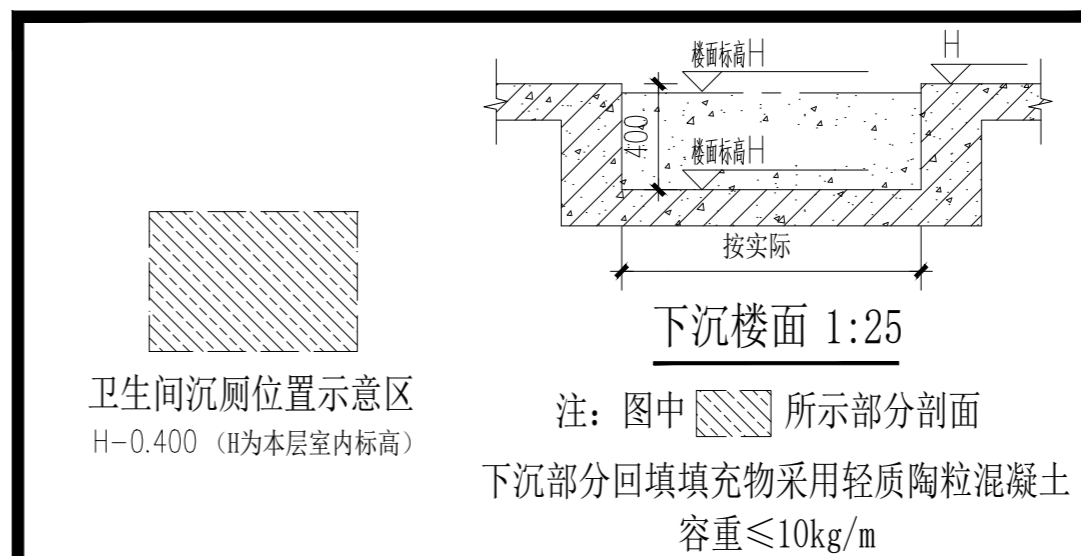 楼面标高H
H
400
楼面标高H
按实际
下沉楼面 1:25
卫生间沉厕位置示意区
H-0.400 (H为本层室内标高)
注: 图中 所示部分剖面
下沉部分回填填充物采用轻质陶粒混凝土
容重≤10kg/m